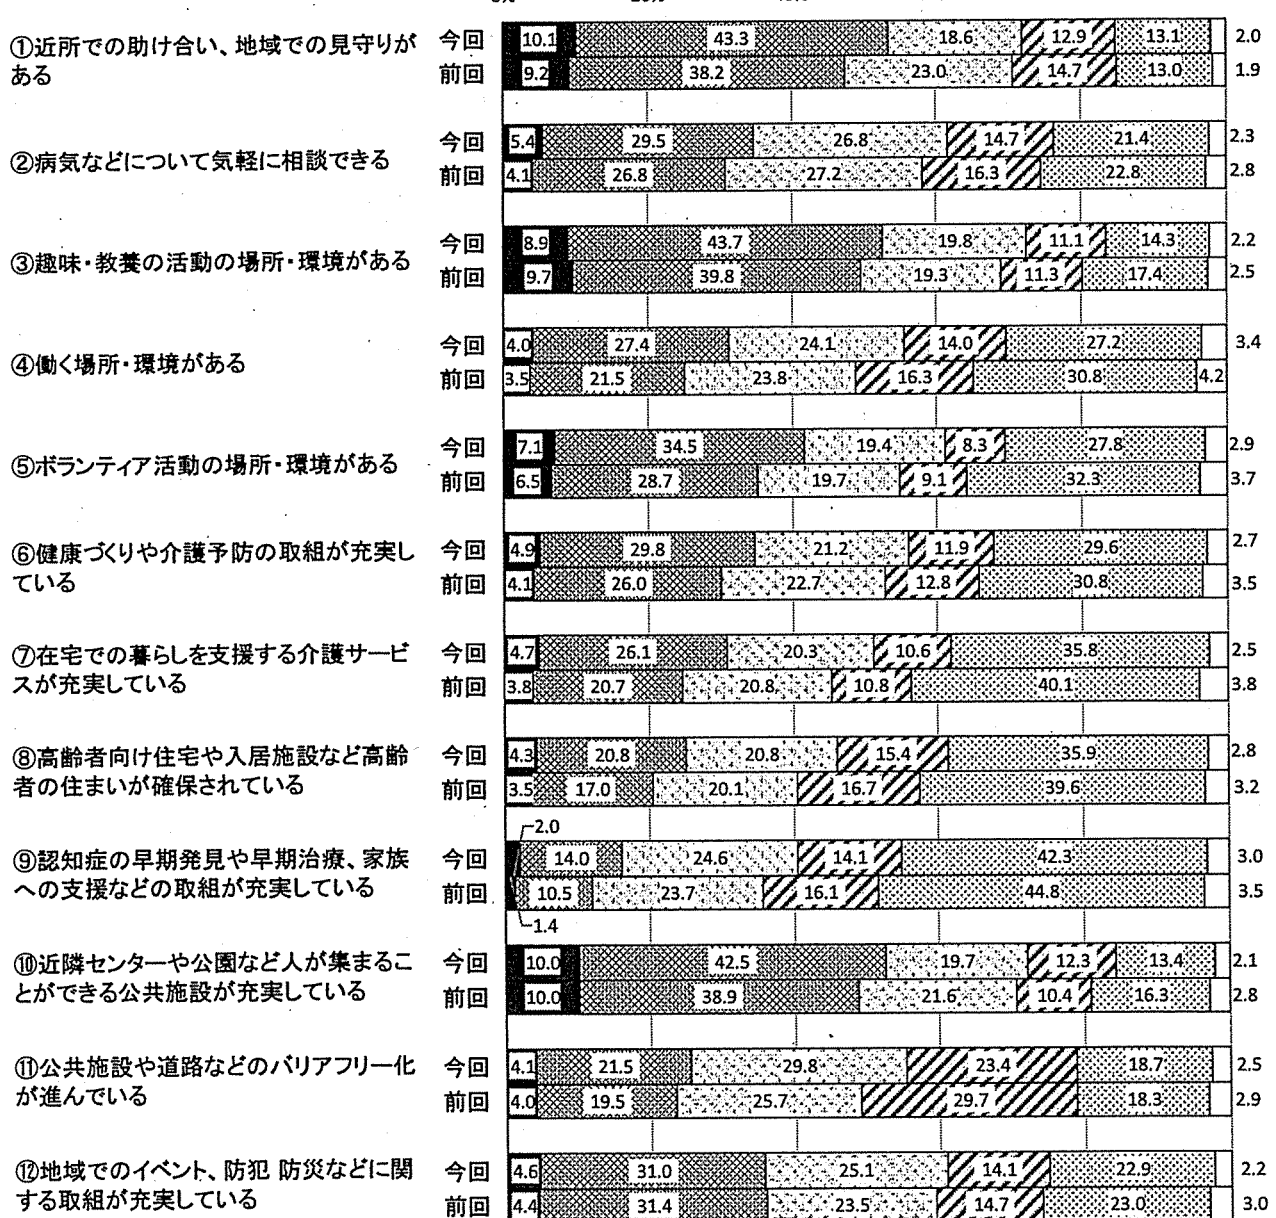 ①近所での助け合い、地域での見守りが
ある
今回 10.1 43.3 18.6 12.9 13.1 2.0
前回 9.2 38.2 23.0 14.7 13.0 1.9
②病気などについて気軽に相談できる
今回 5.4 29.5 26.8 14.7 21.4 2.3
前回 4.1 26.8 27.2 16.3 22.8 2.8
③趣味・教養の活動の場所・環境がある
今回 8.9 43.7 19.8 11.1 14.3 2.2
前回 9.7 39.8 19.3 11.3 17.4 2.5
④働く場所・環境がある
今回 4.0 27.4 24.1 14.0 27.2 3.4
前回 3.5 21.5 23.8 16.3 30.8 4.2
⑤ボランティア活動の場所・環境がある
今回 7.1 34.5 19.4 8.3 27.8 2.9
前回 6.5 28.7 19.7 9.1 32.3 3.7
⑥健康づくりや介護予防の取組が充実し
ている
今回 4.9 29.8 21.2 11.9 29.6 2.7
前回 4.1 26.0 22.7 12.8 30.8 3.5
⑦在宅での暮らしを支援する介護サービ
スが充実している
今回 4.7 26.1 20.3 10.6 35.8 2.5
前回 3.8 20.7 20.8 10.8 40.1 3.8
⑧高齢者向け住宅や入居施設など高齢
者の住まいが確保されている
今回 4.3 20.8 20.8 15.4 35.9 2.8
前回 3.5 17.0 20.1 16.7 39.6 3.2
⑨認知症の早期発見や早期治療、家族
への支援などの取組が充実している
今回 2.0 14.0 24.6 14.1 42.3 3.0
前回 1.4 10.5 23.7 16.1 44.8 3.5
⑩近隣センターや公園など人が集まるこ
とができる公共施設が充実している
今回 10.0 42.5 19.7 12.3 13.4 2.1
前回 10.0 38.9 21.6 10.4 16.3 2.8
⑪公共施設や道路などのバリアフリー化
が進んでいる
今回 4.1 21.5 29.8 23.4 18.7 2.5
前回 4.0 19.5 25.7 29.7 18.3 2.9
⑫地域でのイベント、防犯 防災などに関
する取組が充実している
今回 4.6 31.0 25.1 14.1 22.9 2.2
前回 4.4 31.4 23.5 14.7 23.0 3.0